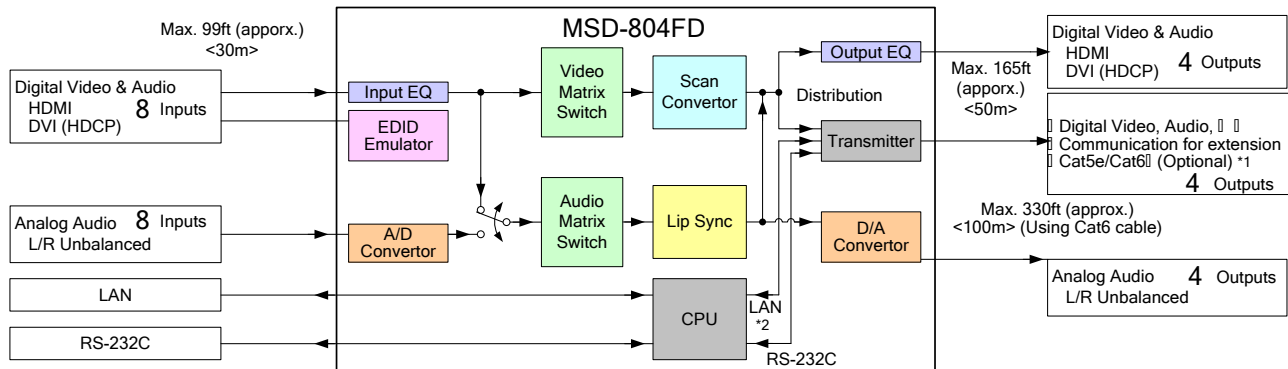 MSD-804FD
Max. 99ft (apporx.)
<30m>
Digital Video & Audio
HDMI
DVI (HDCP)
8 Inputs
Input EQ
EDID
Emulator
Video
Matrix
Switch
Scan
Convertor
Output EQ
Distribution
Transmitter
Max. 165ft
(apporx.)
<50m>
Digital Video & Audio
HDMI
DVI (HDCP)
4 Outputs
Digital Video, Audio,
Communication for extension
Cat5e/Cat6 (Optional) *1
4 Outputs
Analog Audio 8 Inputs
L/R Unbalanced
A/D
Convertor
Audio
Matrix
Switch
Lip Sync
D/A
Convertor
Max. 330ft (approx.)
<100m> (Using Cat6 cable)
Analog Audio 4 Outputs
L/R Unbalanced
LAN
RS-232C
CPU
LAN
*2
RS-232C